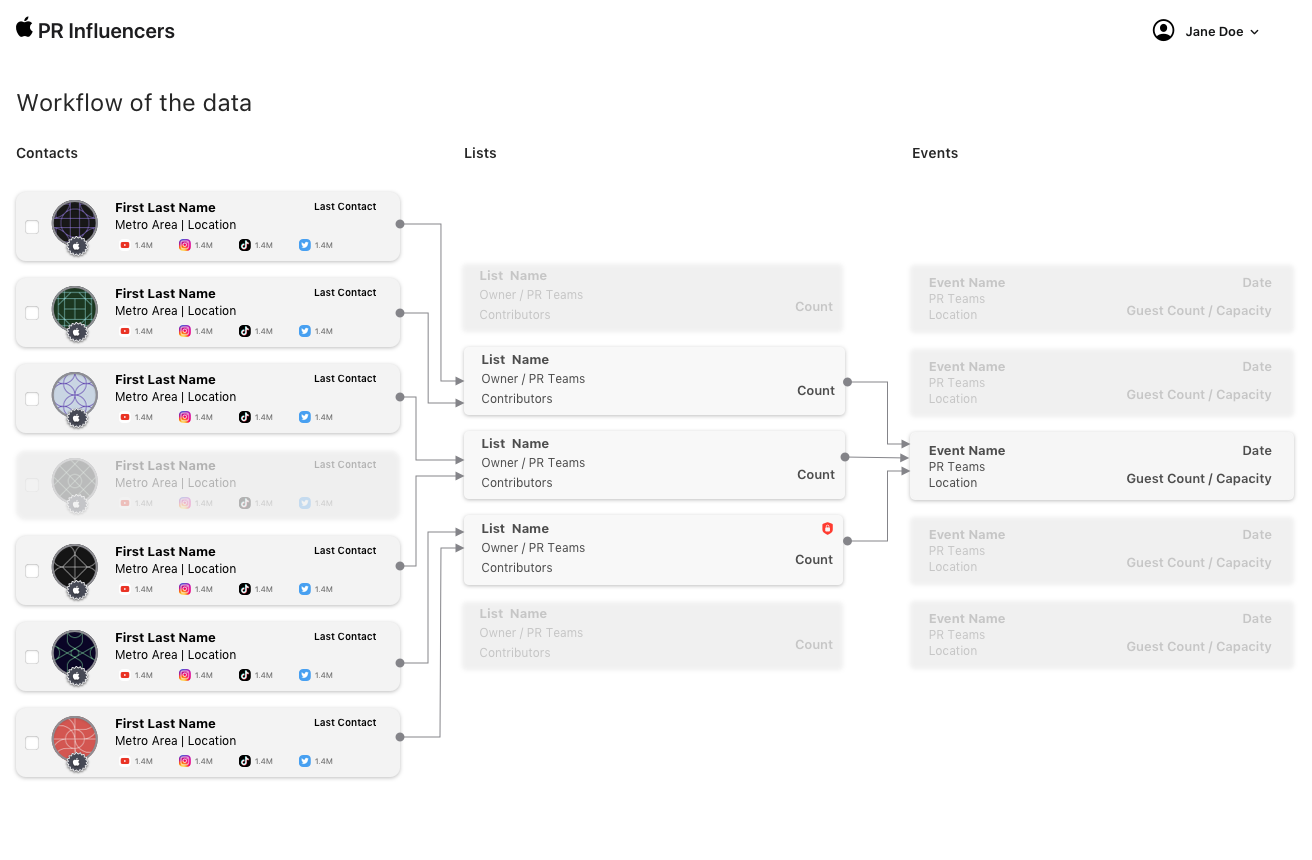 PR Influencers
Jane Doe
Workflow of the data
Contacts
Lists
Events
First Last Name
Last Contact
Metro Area | Location
1.4M 1.4M 1.4M 1.4M
First Last Name
Last Contact
Metro Area | Location
1.4M 1.4M 1.4M 1.4M
First Last Name
Last Contact
Metro Area | Location
1.4M 1.4M 1.4M 1.4M
First Last Name
Last Contact
Metro Area | Location
1.4M 1.4M 1.4M 1.4M
First Last Name
Last Contact
Metro Area | Location
1.4M 1.4M 1.4M 1.4M
First Last Name
Last Contact
Metro Area | Location
1.4M 1.4M 1.4M 1.4M
First Last Name
Last Contact
Metro Area | Location
1.4M 1.4M 1.4M 1.4M
List Name
Owner / PR Teams
Contributors
Count
List Name
Owner / PR Teams
Contributors
Count
List Name
Owner / PR Teams
Contributors
Count
List Name
Owner / PR Teams
Contributors
Count
List Name
Owner / PR Teams
Contributors
Count
Event Name
Date
PR Teams
Location
Guest Count / Capacity
Event Name
Date
PR Teams
Location
Guest Count / Capacity
Event Name
Date
PR Teams
Location
Guest Count / Capacity
Event Name
Date
PR Teams
Location
Guest Count / Capacity
Event Name
Date
PR Teams
Location
Guest Count / Capacity